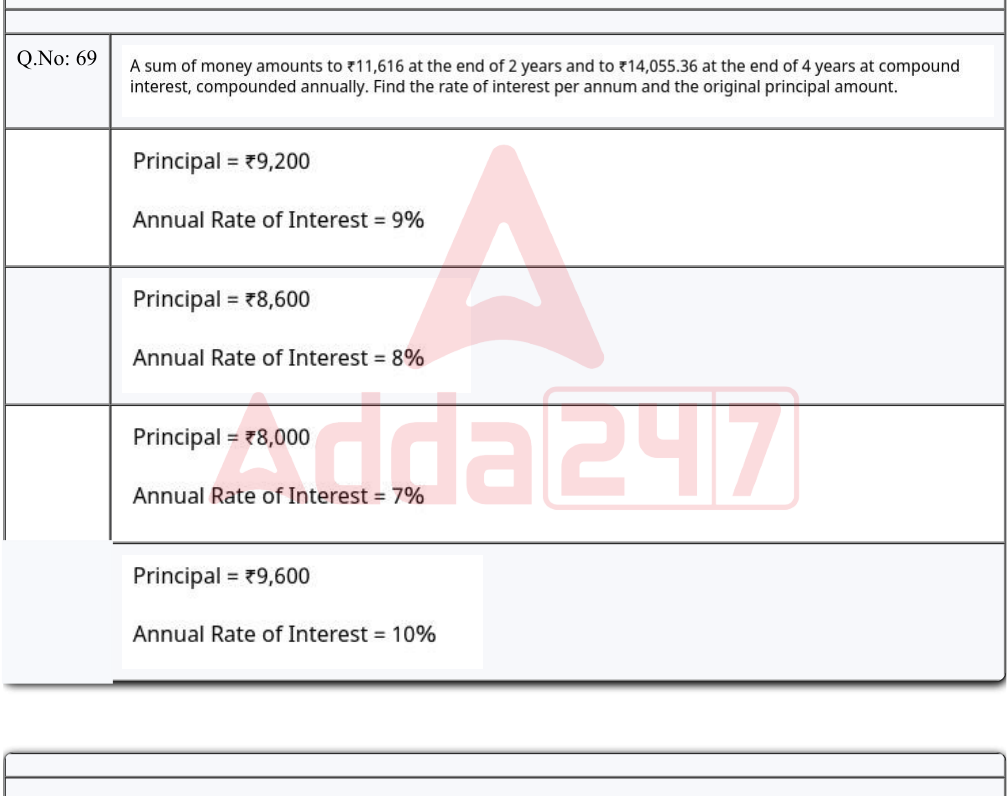 Q.No: 69
A sum of money amounts to ₹11,616 at the end of 2 years and to ₹14,055.36 at the end of 4 years at compound
interest, compounded annually. Find the rate of interest per annum and the original principal amount.
Principal = ₹9,200
Annual Rate of Interest = 9%
Principal = ₹8,600
Annual Rate of Interest = 8%
Principal = ₹8,000
Annual Rate of Interest = 7%
Principal = ₹9,600
Annual Rate of Interest = 10%
Adda247